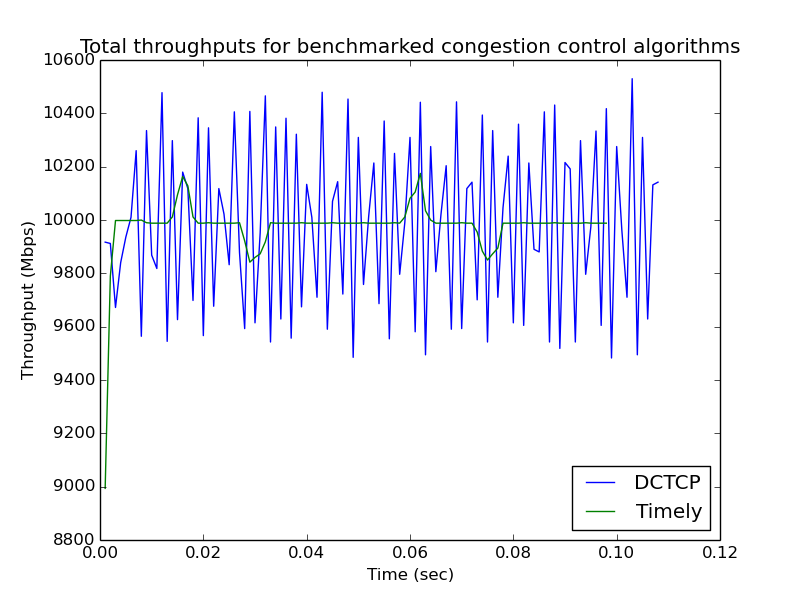 Total throughputs for benchmarked congestion control algorithms
10600
10400
10200
10000
9800
9600
9400
9200
9000
8800
Throughput (Mbps)
DCTCP
Timely
0.00 0.02 0.04 0.06 0.08 0.10 0.12
Time (sec)